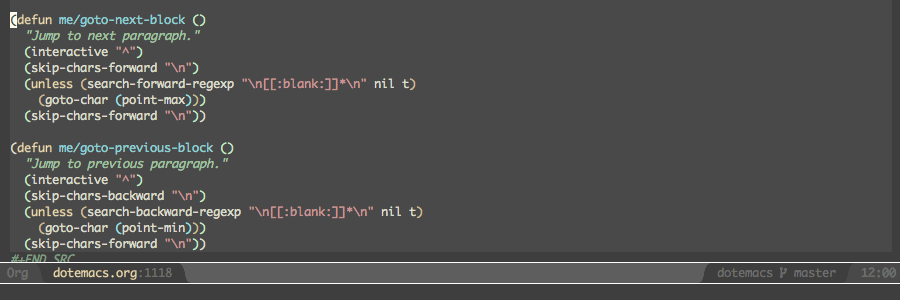 (defun me/goto-next-block ()
  "Jump to next paragraph."
  (interactive "^")
  (skip-chars-forward "\n")
  (unless (search-forward-regexp "\n[[:blank:]]*\n" nil t)
    (goto-char (point-max)))
  (skip-chars-forward "\n"))

(defun me/goto-previous-block ()
  "Jump to previous paragraph."
  (interactive "^")
  (skip-chars-backward "\n")
  (unless (search-backward-regexp "\n[[:blank:]]*\n" nil t)
    (goto-char (point-min)))
  (skip-chars-forward "\n"))
#+END_SRC
Org dotemacs.org:1118 dotemacs master 12:00